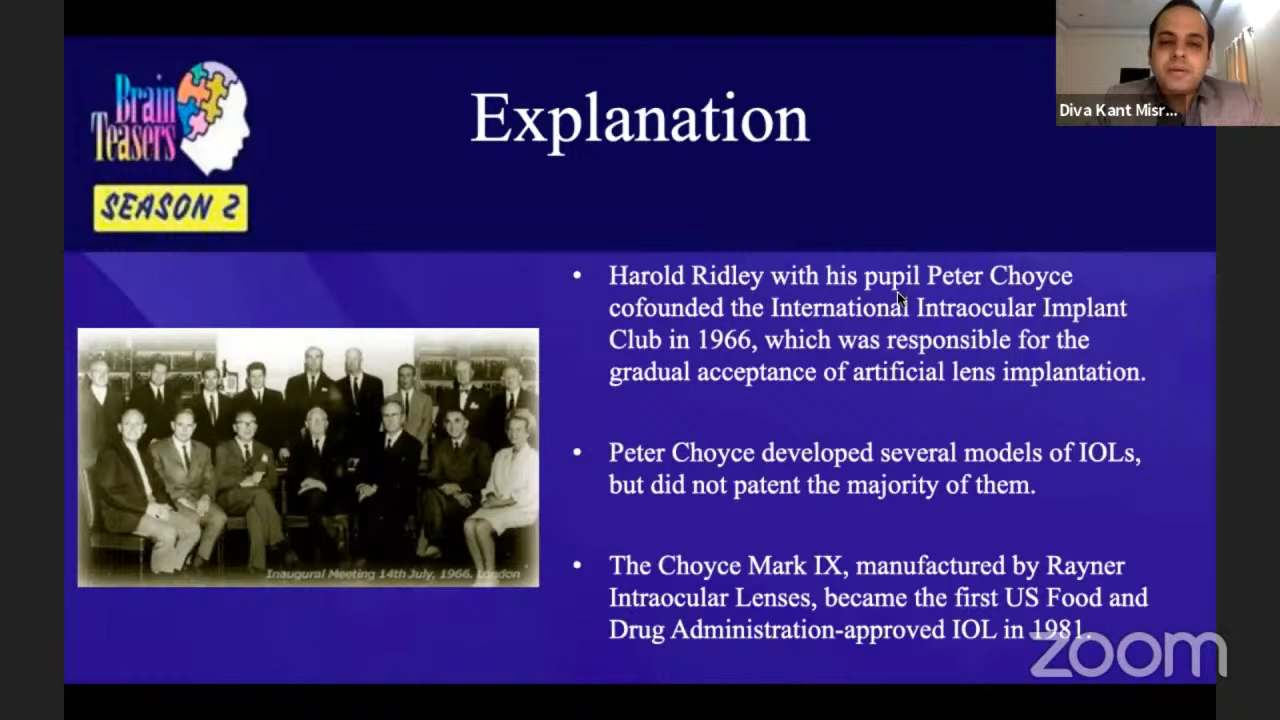 Brain
Teasers
SEASON 2
Explanation
Diva Kant Misr...
• Harold Ridley with his pupil Peter Choyce
cofounded the International Intraocular Implant
Club in 1966, which was responsible for the
gradual acceptance of artificial lens implantation.
• Peter Choyce developed several models of IOLs,
but did not patent the majority of them.
• The Choyce Mark IX, manufactured by Rayner
Intraocular Lenses, became the first US Food and
Drug Administration-approved IOL in 1981.
Inaugural Meeting 14th July, 1966. London
zoom